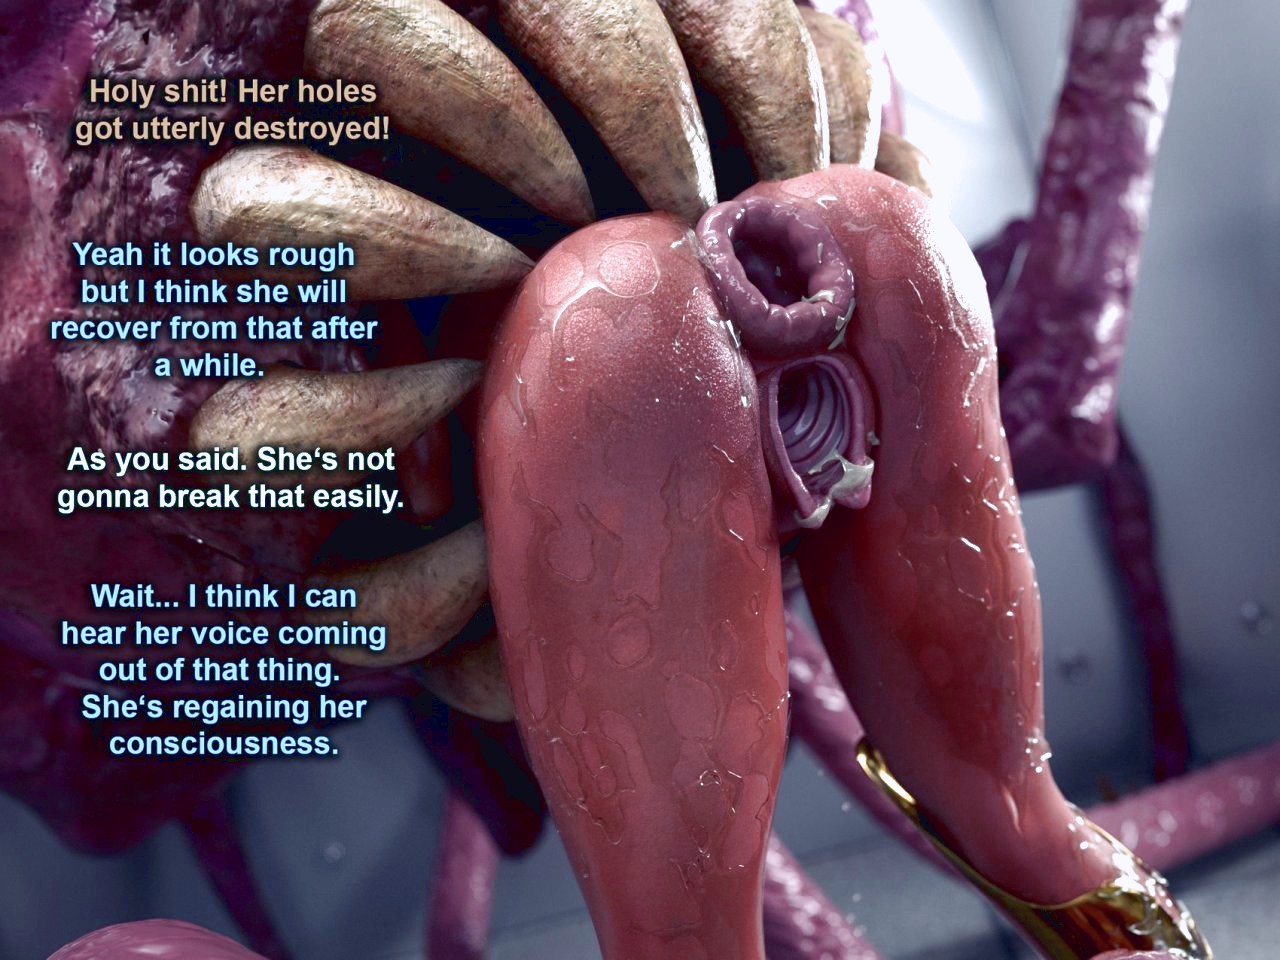 Holy shit! Her holes
got utterly destroyed!
Yeah it looks rough
but I think she will
recover from that after
a while.
As you said. She‘s not
gonna break that easily.
Wait... I think I can
hear her voice coming
out of that thing.
She‘s regaining her
consciousness.